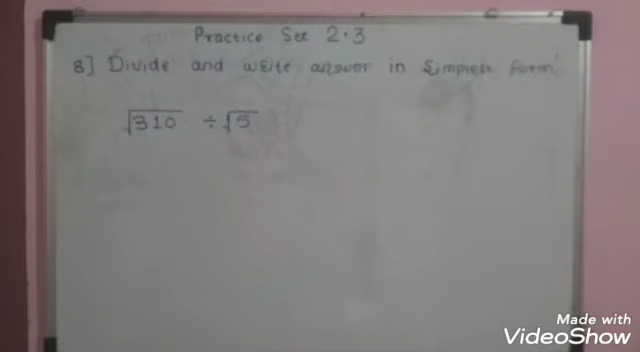 Practice Set 2.3
8] Divide and write answer in simplest form.
√310 ÷ √5
Made with
VideoShow